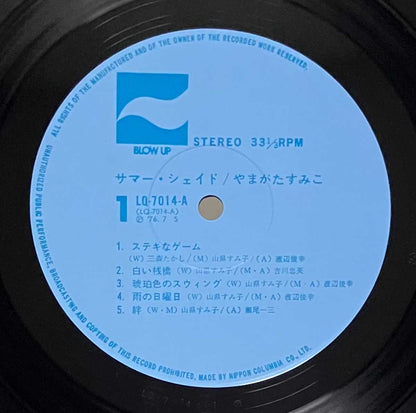 ALL RIGHTS OF THE MANUFACTURER AND OF THE OWNER OF THE RECORDED WORK RESERVED.
UNAUTHORIZED PUBLIC PERFORMANCE, BROADCASTING AND COPYING OF THIS RECORD PROHIBITED, MADE BY NIPPON COLUMBIA CO., LTD.
BLOW UP
STEREO 33⅓RPM
サマー・シェイド/やまがたすみこ
1 LQ-7014-A
(LQ-7014-A)
Ⓟ '76. 7 S
1. ステキなゲーム
(W) 三森たかし/(M) 山県すみ子/(A) 渡辺俊幸
2. 白い桟橋 (W) 山県すみ子/(M・A) 吉川忠英
3. 琥珀色のスウィング (W) 山県すみ子/(M・A) 渡辺俊幸
4. 雨の日曜日 (W) 山県すみ子/(M・A) 渡辺俊幸
5. 絆 (W・M) 山県すみ子/(A) 瀬尾一三